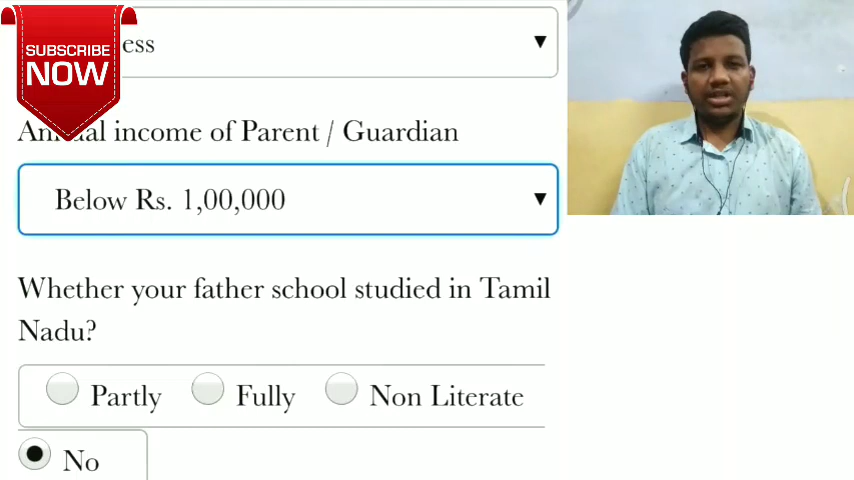 SUBSCRIBE
NOW
ess
income of Parent / Guardian
Below Rs. 1,00,000
Whether your father school studied in Tamil
Nadu?
Partly Fully Non Literate
No